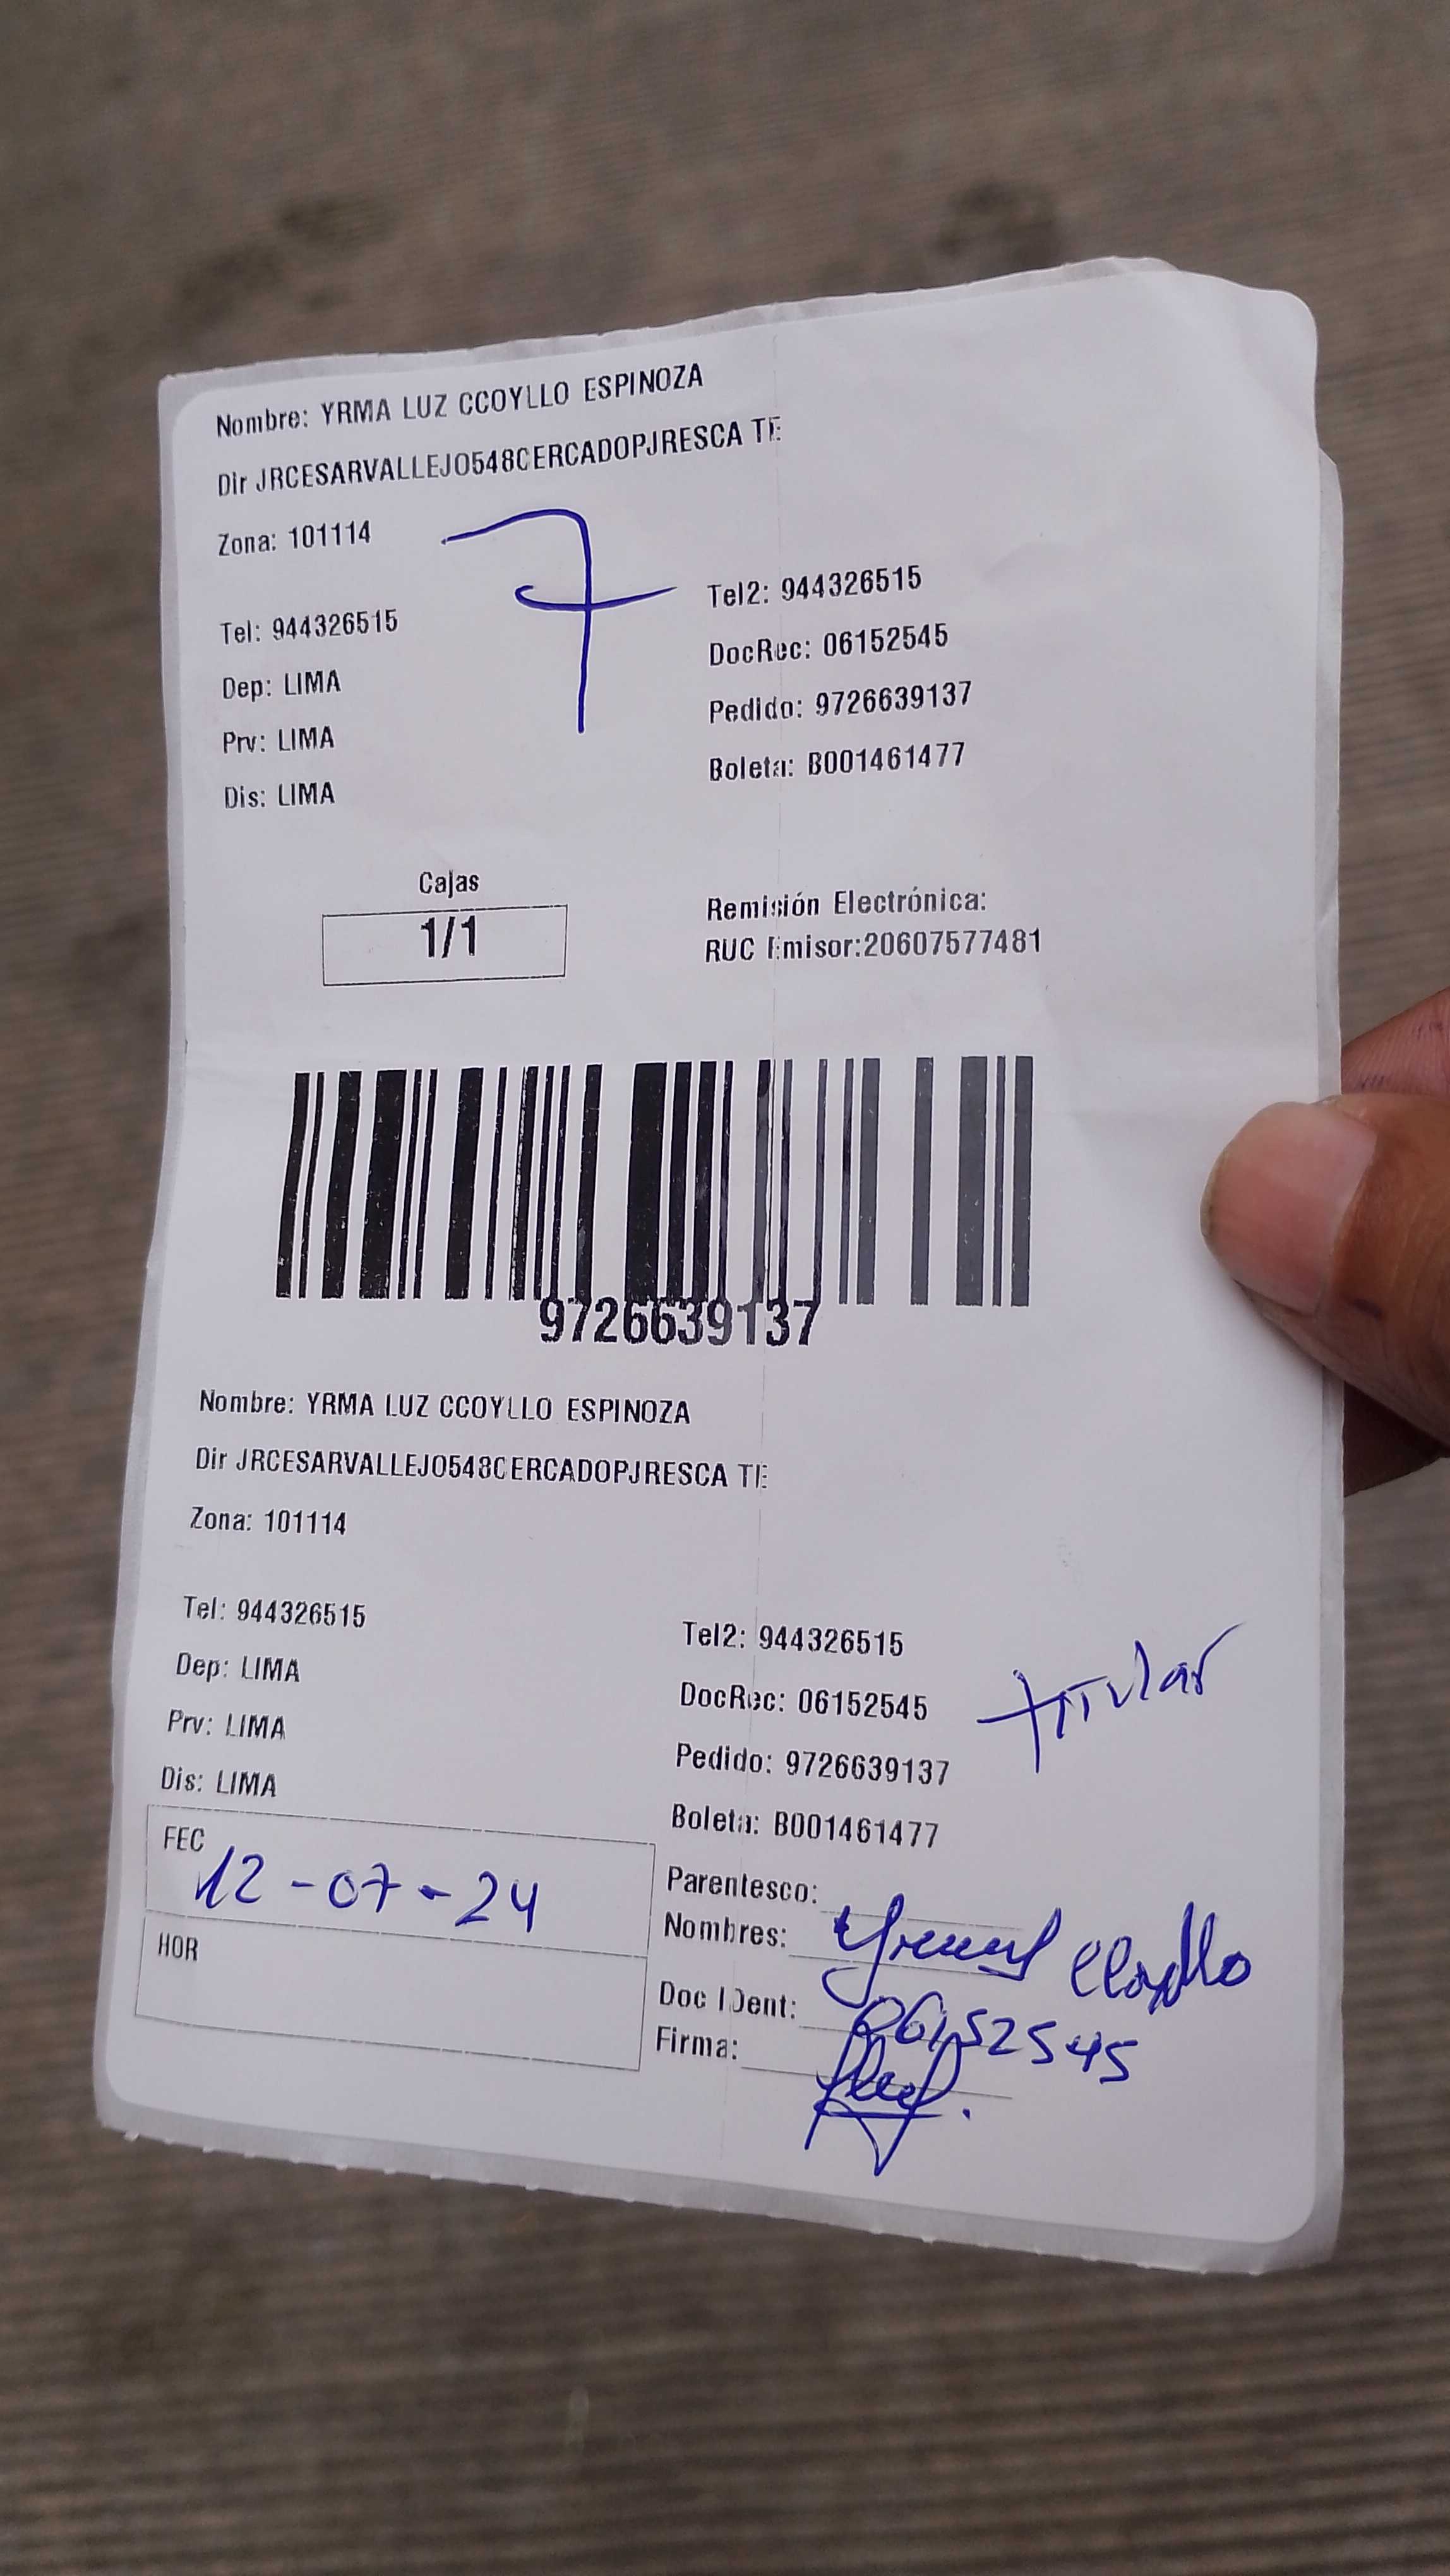 Nombre: YRMA LUZ CCOYLLO ESPINOZA
Dir JRCESARVALLEJO548CERCADOPJRESCA TE
Zona: 101114
7
Tel: 944326515
Tel2: 944326515
DocRec: 06152545
Dep: LIMA
Pedido: 9726639137
Prv: LIMA
Boleta: B001461477
Dis: LIMA
Cajas
1/1
Remisión Electrónica:
RUC Emisor:20607577481
9726639137
Nombre: YRMA LUZ CCOYLLO ESPINOZA
Dir JRCESARVALLEJO548CERCADOPJRESCA TE
Zona: 101114
Tel: 944326515
Tel2: 944326515
Dep: LIMA
DocRec: 06152545 titular
Prv: LIMA
Pedido: 9726639137
Dis: LIMA
Boleta: B001461477
FEC 12-07-24
Parentesco:
Nombres: Ccoyllo
HOR
Doc IDent: 06152545
Firma: